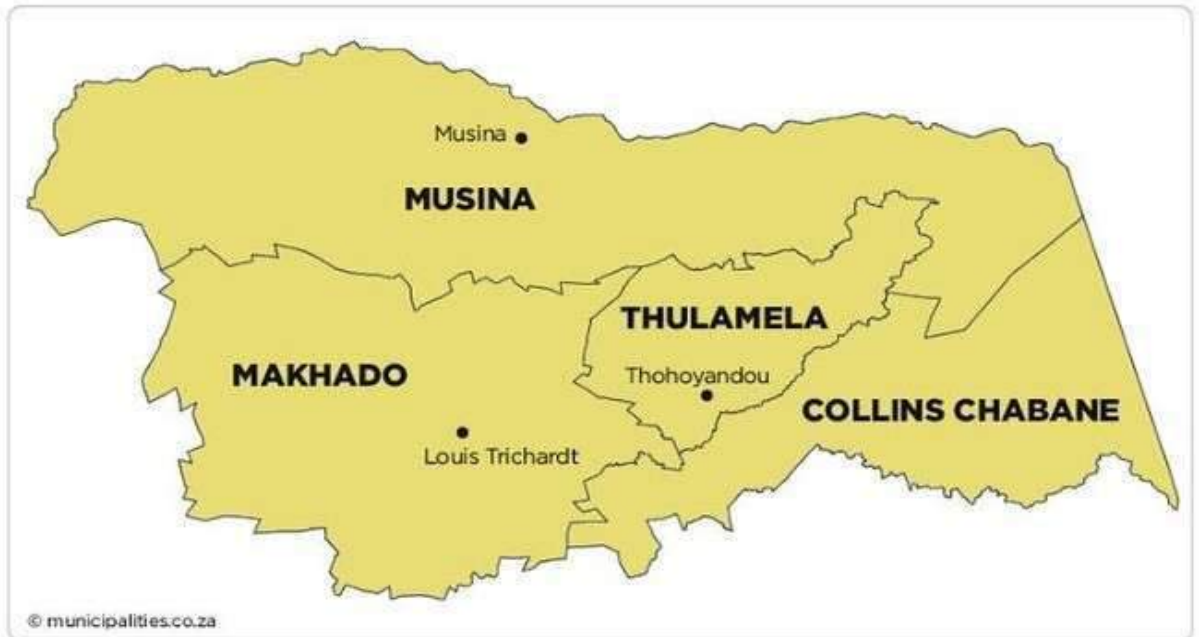 Musina
MUSINA
THULAMELA
MAKHADO
Thohoyandou
COLLINS CHABANE
Louis Trichardt
© municipalities.co.za